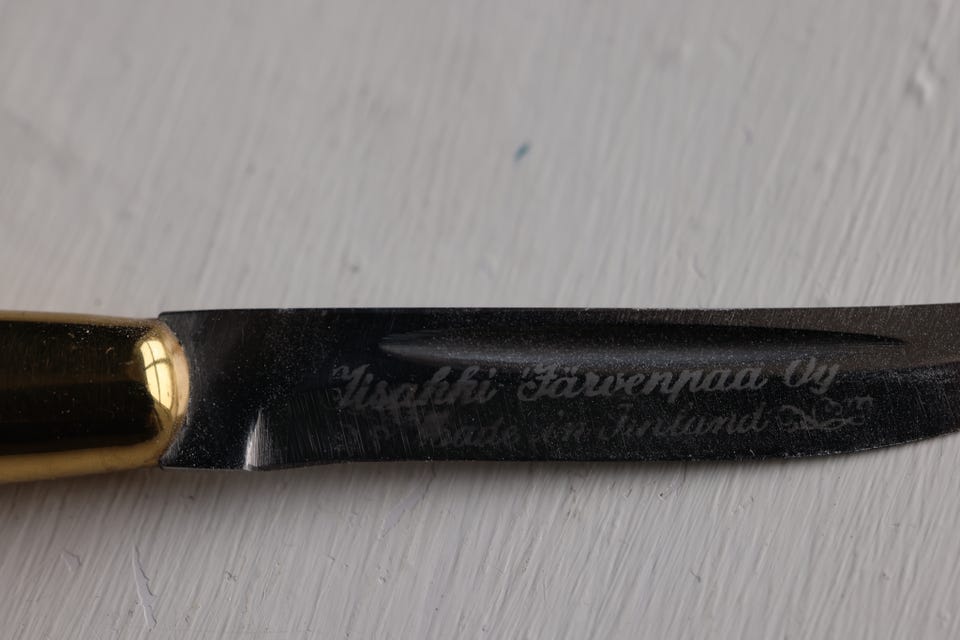 Iisakki Järvenpää Oy
Made in Finland